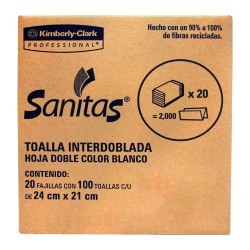 Kimberly-Clark
PROFESSIONAL*
Hecho con un 90% a 100%
de fibras recicladas.
Sanitas®
x 20
= 2,000
TOALLA INTERDOBLADA
HOJA DOBLE COLOR BLANCO
CONTENIDO:
20 FAJILLAS CON 100 TOALLAS C/U
DE 24 cm X 21 cm